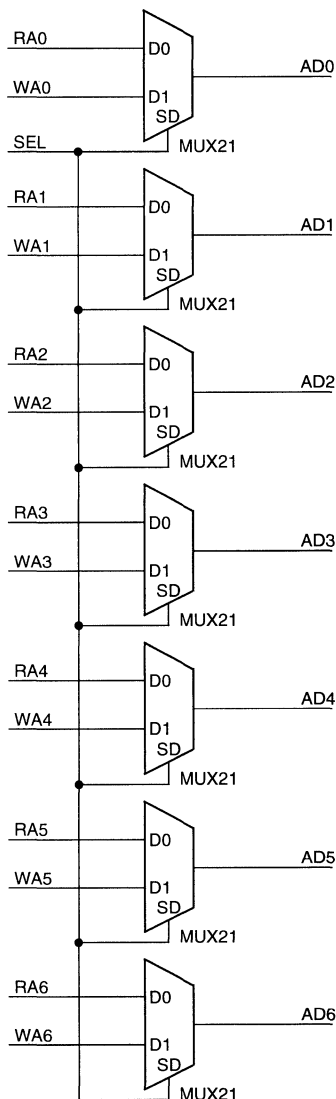 RA0
D0
AD0
WA0
D1
SD
SEL
MUX21
RA1
D0
AD1
WA1
D1
SD
MUX21
RA2
D0
AD2
WA2
D1
SD
MUX21
RA3
D0
AD3
WA3
D1
SD
MUX21
RA4
D0
AD4
WA4
D1
SD
MUX21
RA5
D0
AD5
WA5
D1
SD
MUX21
RA6
D0
AD6
WA6
D1
SD
MUX21